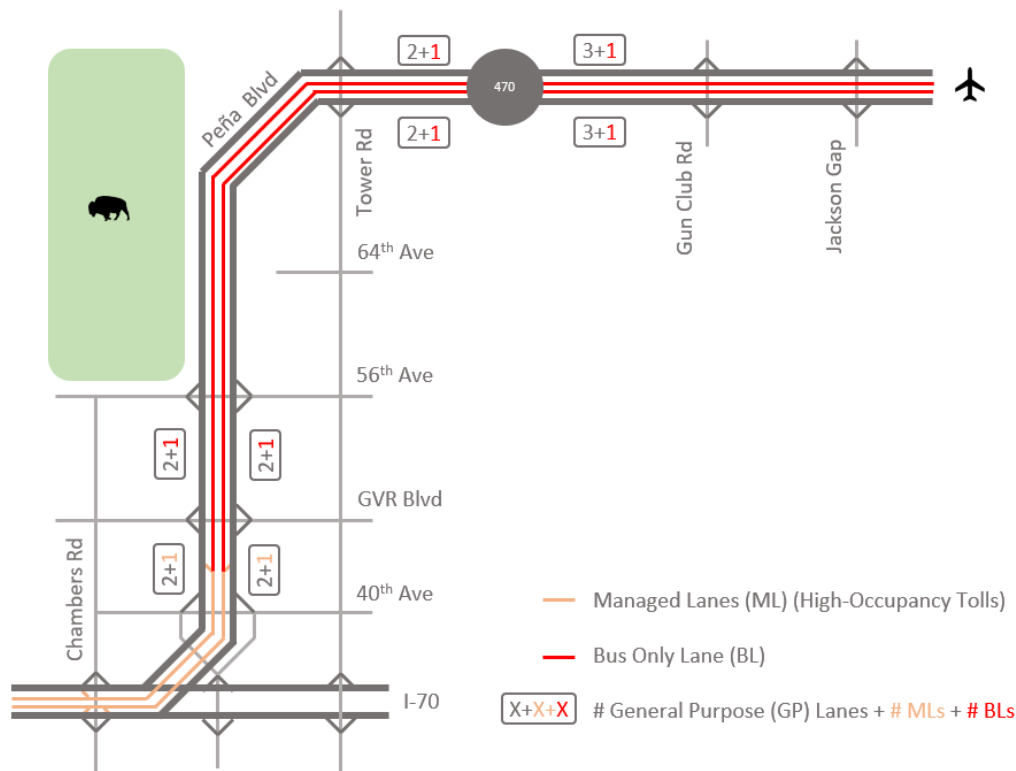 2+1
3+1
470
Peña Blvd
2+1
3+1
Tower Rd
Gun Club Rd
Jackson Gap
64th Ave
56th Ave
2+1
2+1
GVR Blvd
Chambers Rd
2+1
2+1
40th Ave
Managed Lanes (ML) (High-Occupancy Tolls)
Bus Only Lane (BL)
I-70
X+X+X # General Purpose (GP) Lanes + # MLs + # BLs